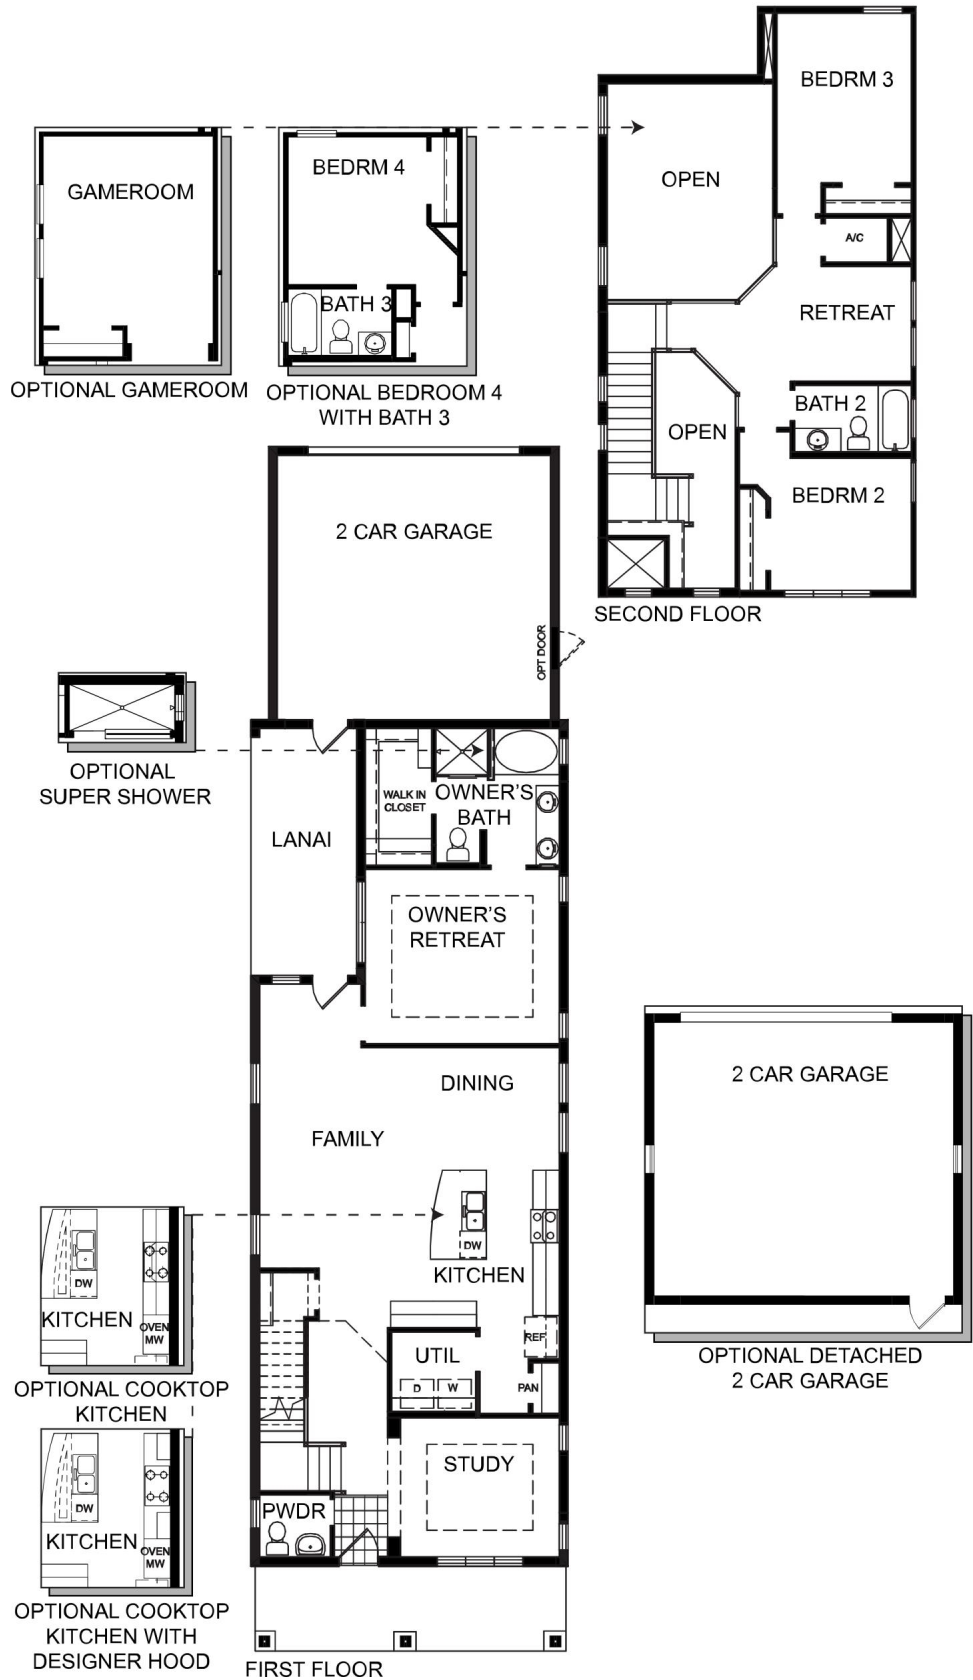 BEDRM 3
OPEN
A/C
RETREAT
BATH 2
OPEN
BEDRM 2
SECOND FLOOR
GAMEROOM
OPTIONAL GAMEROOM
BEDRM 4
BATH 3
OPTIONAL BEDROOM 4
WITH BATH 3
2 CAR GARAGE
OPT DOOR
OPTIONAL
SUPER SHOWER
WALK IN
CLOSET
OWNER'S
BATH
LANAI
OWNER'S
RETREAT
DINING
FAMILY
DW
KITCHEN
REF
UTIL
D
W
PAN
STUDY
PWDR
FIRST FLOOR
2 CAR GARAGE
OPTIONAL DETACHED
2 CAR GARAGE
DW
KITCHEN
OVEN
MW
OPTIONAL COOKTOP
KITCHEN
DW
KITCHEN
OVEN
MW
OPTIONAL COOKTOP
KITCHEN WITH
DESIGNER HOOD